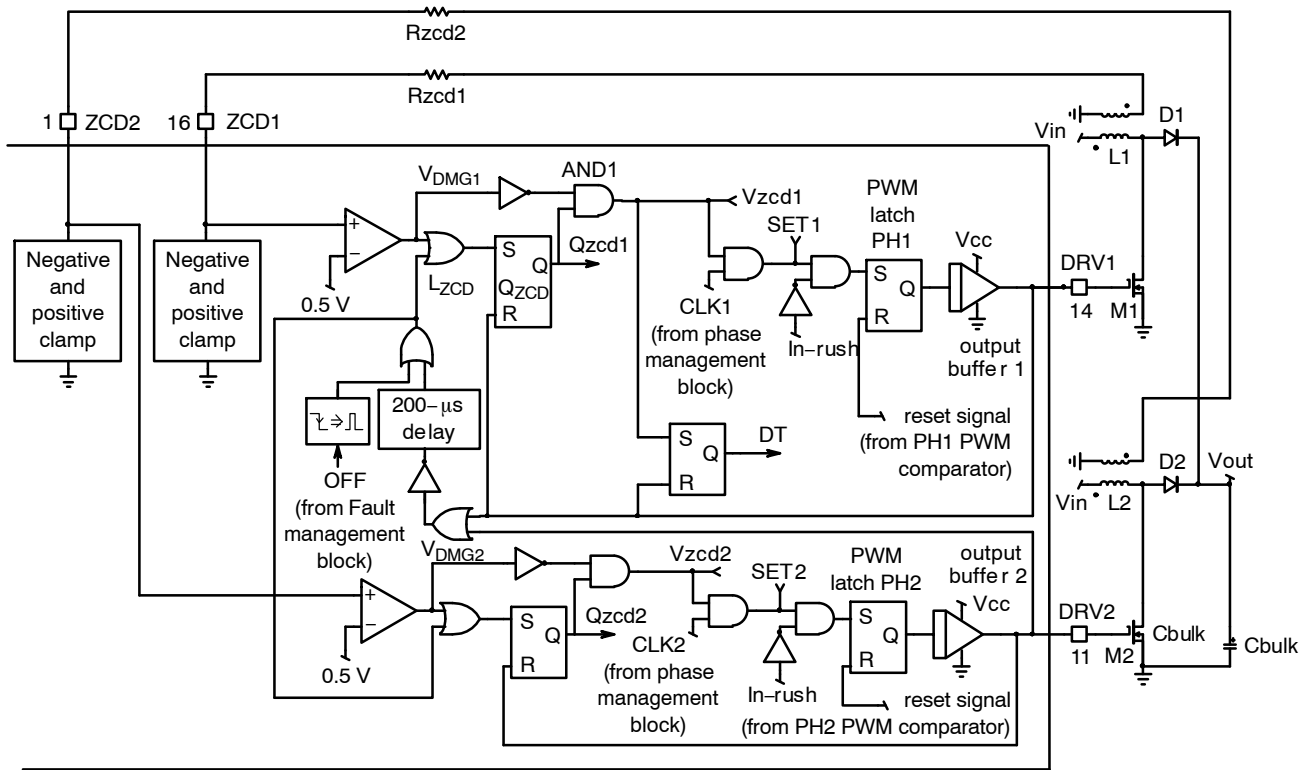 Rzcd2
Rzcd1
1
ZCD2
16
ZCD1
D1
Vin
L1
V_DMG1
AND1
Vzcd1
PWM
latch
PH1
SET1
Vcc
Qzcd1
DRV1
+
−
0.5 V
L_ZCD
S
Q
Q_ZCD
R
CLK1
(from phase
management
block)
In−rush
S
Q
R
14
M1
output
buffer 1
Negative
and
positive
clamp
Negative
and
positive
clamp
200−μs
delay
OFF
(from Fault
management
block)
reset signal
(from PH1 PWM
comparator)
S
Q
R
DT
D2
Vout
Vin
L2
V_DMG2
Vzcd2
SET2
PWM
latch PH2
output
buffer 2
Vcc
+
−
0.5 V
S
Q
R
Qzcd2
CLK2
(from phase
management
block)
In−rush
S
Q
R
DRV2
11
M2
Cbulk
Cbulk
reset signal
(from PH2 PWM comparator)